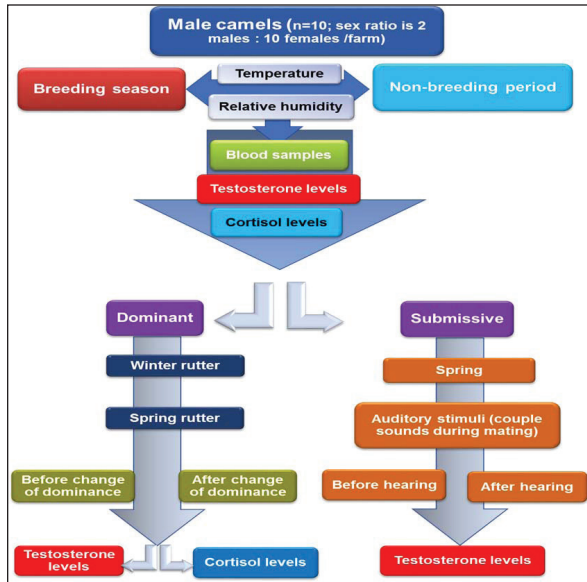 Male camels (n=10; sex ratio is 2
males : 10 females /farm)
Temperature
Breeding season
Non-breeding period
Relative humidity
Blood samples
Testosterone levels
Cortisol levels
Dominant
Submissive
Winter rutter
Spring
Spring rutter
Auditory stimuli (couple
sounds during mating)
Before change
of dominance
After change
of dominance
Before hearing
After hearing
Testosterone
levels
Cortisol levels
Testosterone levels